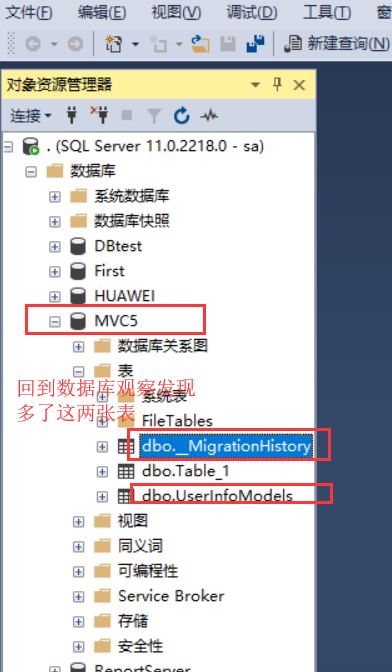 文件(F) 编辑(E) 视图(V) 调试(D) 工具(T) 窗
新建查询(N)
对象资源管理器
连接
. (SQL Server 11.0.2218.0 - sa)
数据库
系统数据库
数据库快照
DBtest
First
HUAWEI
MVC5
数据库关系图
表
回到数据库观察发现
多了这两张表
系统表
FileTables
dbo.__MigrationHistory
dbo.Table_1
dbo.UserInfoModels
视图
同义词
可编程性
Service Broker
存储
安全性
ReportServer